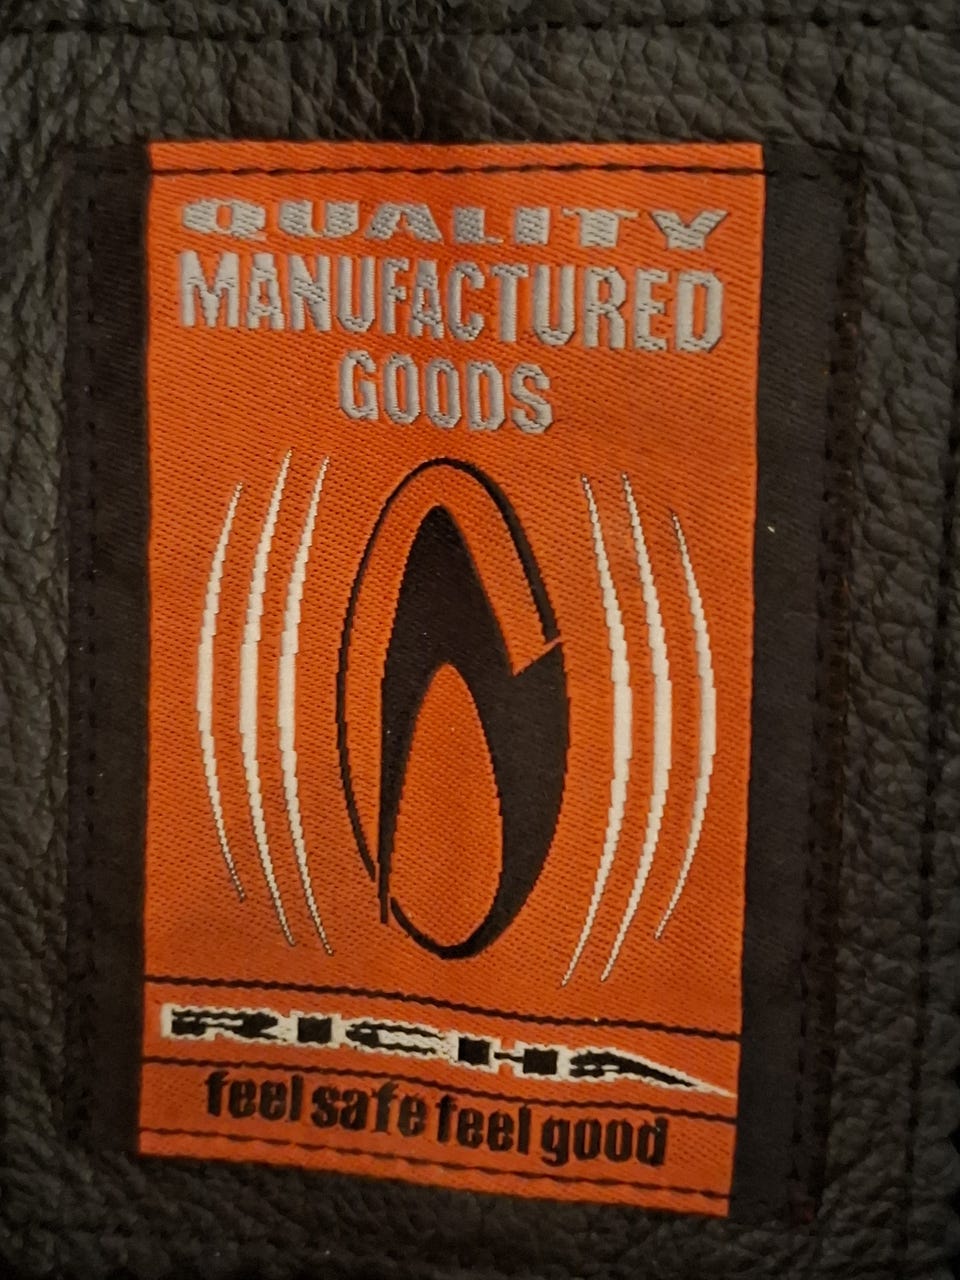 QUALITY
MANUFACTURED
GOODS
RICHA
feel safe feel good